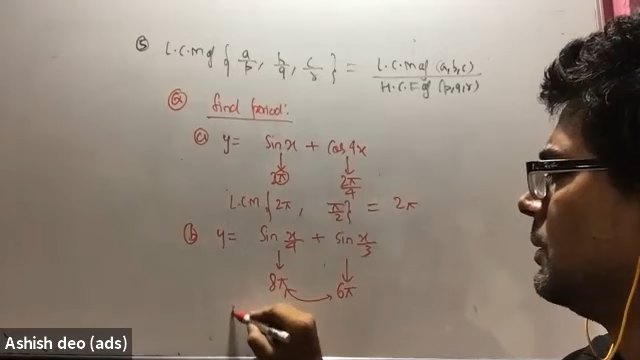 ⑤ L.C.M of { a/p, b/q, c/r } = L.C.M of (a,b,c) / H.C.F of (p,q,r)
Ⓠ find period:
ⓐ y = sin x + cos 4x
2π 2π/4
L.C.M { 2π, π/2 } = 2π
ⓑ y = sin x/4 + sin x/3
8π 6π
Ashish deo (ads)